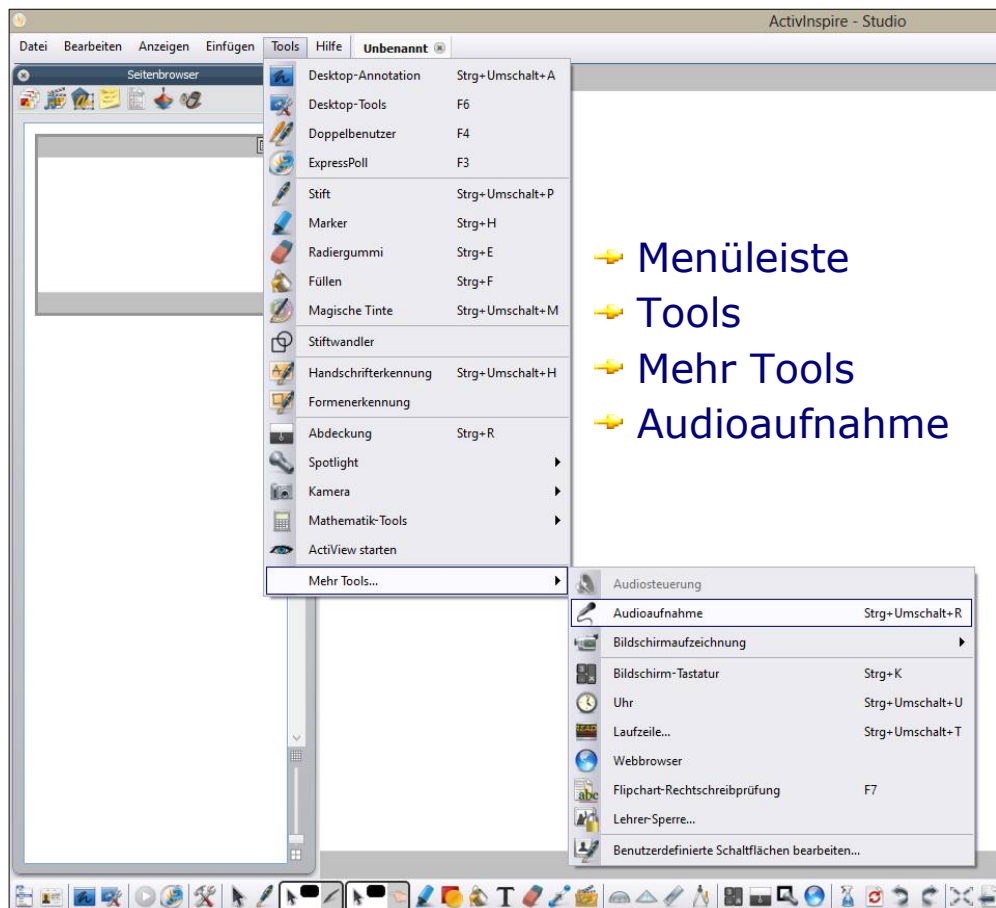 ActivInspire - Studio
Datei Bearbeiten Anzeigen Einfügen Tools Hilfe Unbenannt
Seitenbrowser
Desktop-Annotation Strg+Umschalt+A
Desktop-Tools F6
Doppelbenutzer F4
ExpressPoll F3
Stift Strg+Umschalt+P
Marker Strg+H
Radiergummi Strg+E
Füllen Strg+F
Magische Tinte Strg+Umschalt+M
Stiftwandler
Handschrifterkennung Strg+Umschalt+H
Formenerkennung
Abdeckung Strg+R
Spotlight
Kamera
Mathematik-Tools
ActiView starten
Mehr Tools...
Menüleiste
Tools
Mehr Tools
Audioaufnahme
Audiosteuerung
Audioaufnahme Strg+Umschalt+R
Bildschirmaufzeichnung
Bildschirm-Tastatur Strg+K
Uhr Strg+Umschalt+U
Laufzeile... Strg+Umschalt+T
Webbrowser
Flipchart-Rechtschreibprüfung F7
Lehrer-Sperre...
Benutzerdefinierte Schaltflächen bearbeiten...